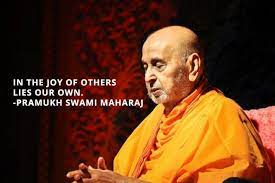 IN THE JOY OF OTHERS
LIES OUR OWN.
-PRAMUKH SWAMI MAHARAJ